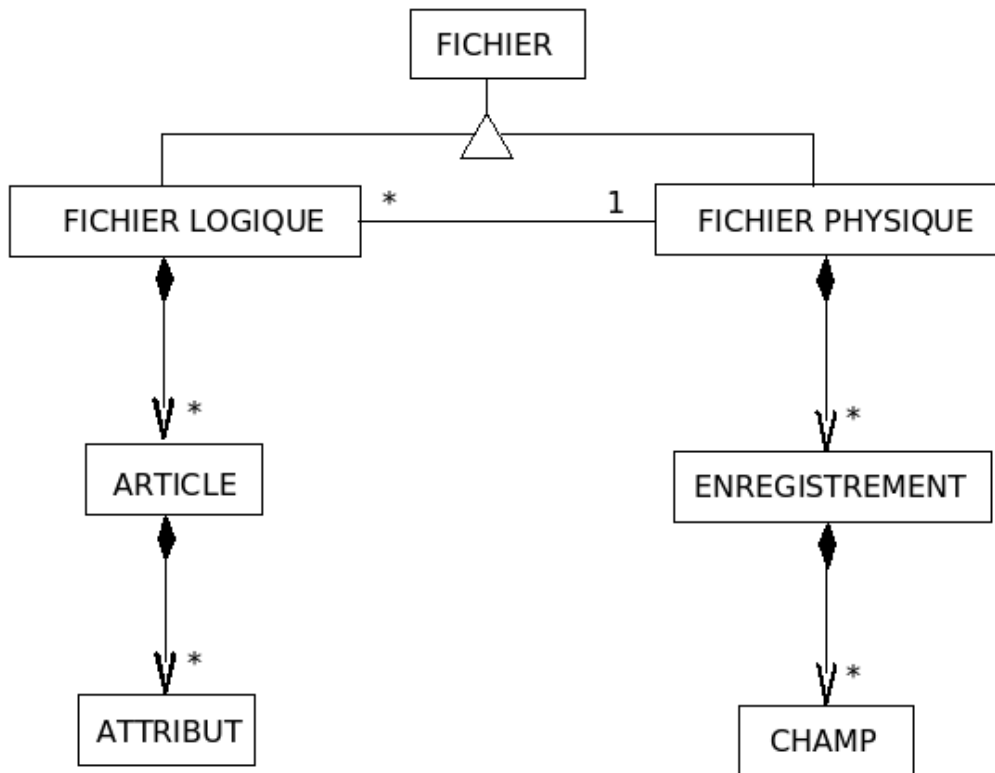 FICHIER
* 1
FICHIER LOGIQUE
FICHIER PHYSIQUE
*
*
ARTICLE
ENREGISTREMENT
*
*
ATTRIBUT
CHAMP